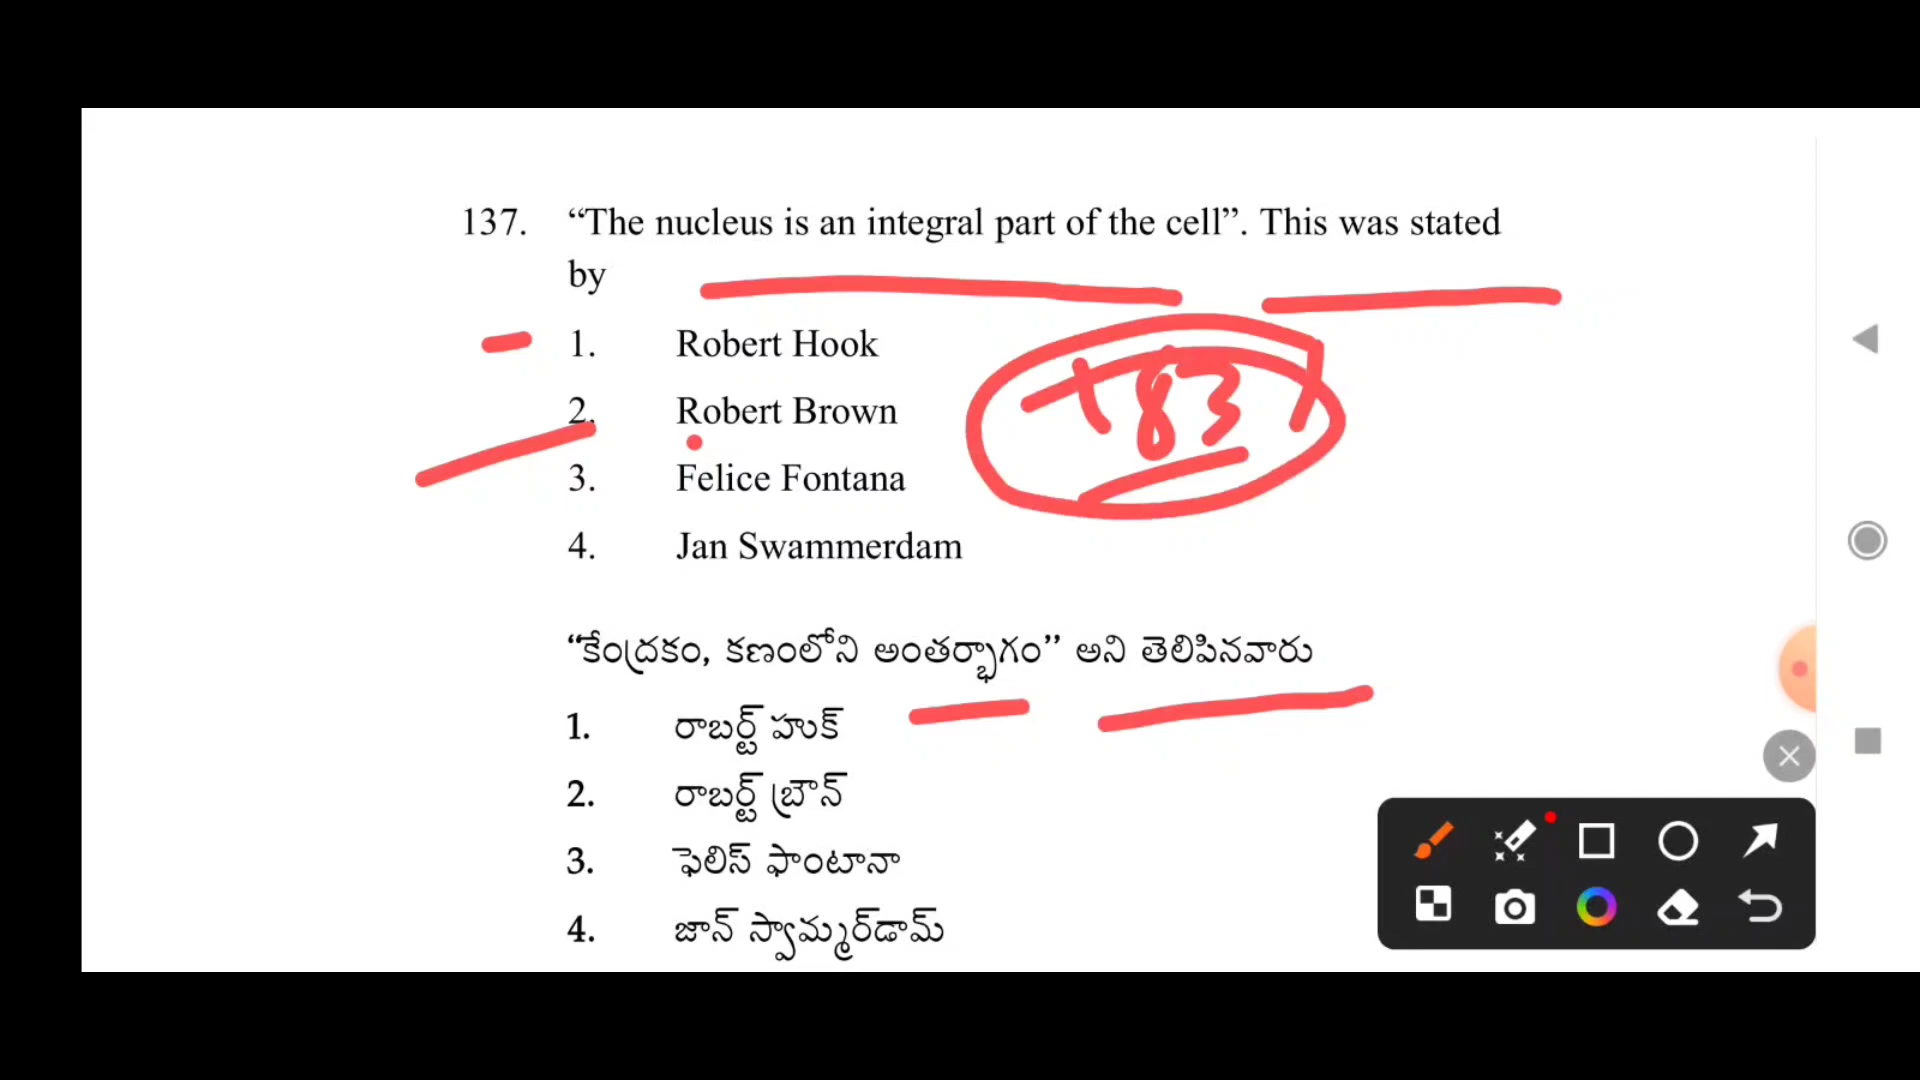 137. “The nucleus is an integral part of the cell”. This was stated
by
1. Robert Hook
2. Robert Brown
3. Felice Fontana
4. Jan Swammerdam
1831
“కేంద్రకం, కణంలోని అంతర్భాగం” అని తెలిపినవారు
1. రాబర్ట్ హుక్
2. రాబర్ట్ బ్రౌన్
3. ఫెలిస్ ఫాంటానా
4. జాన్ స్వామ్మర్‌డామ్